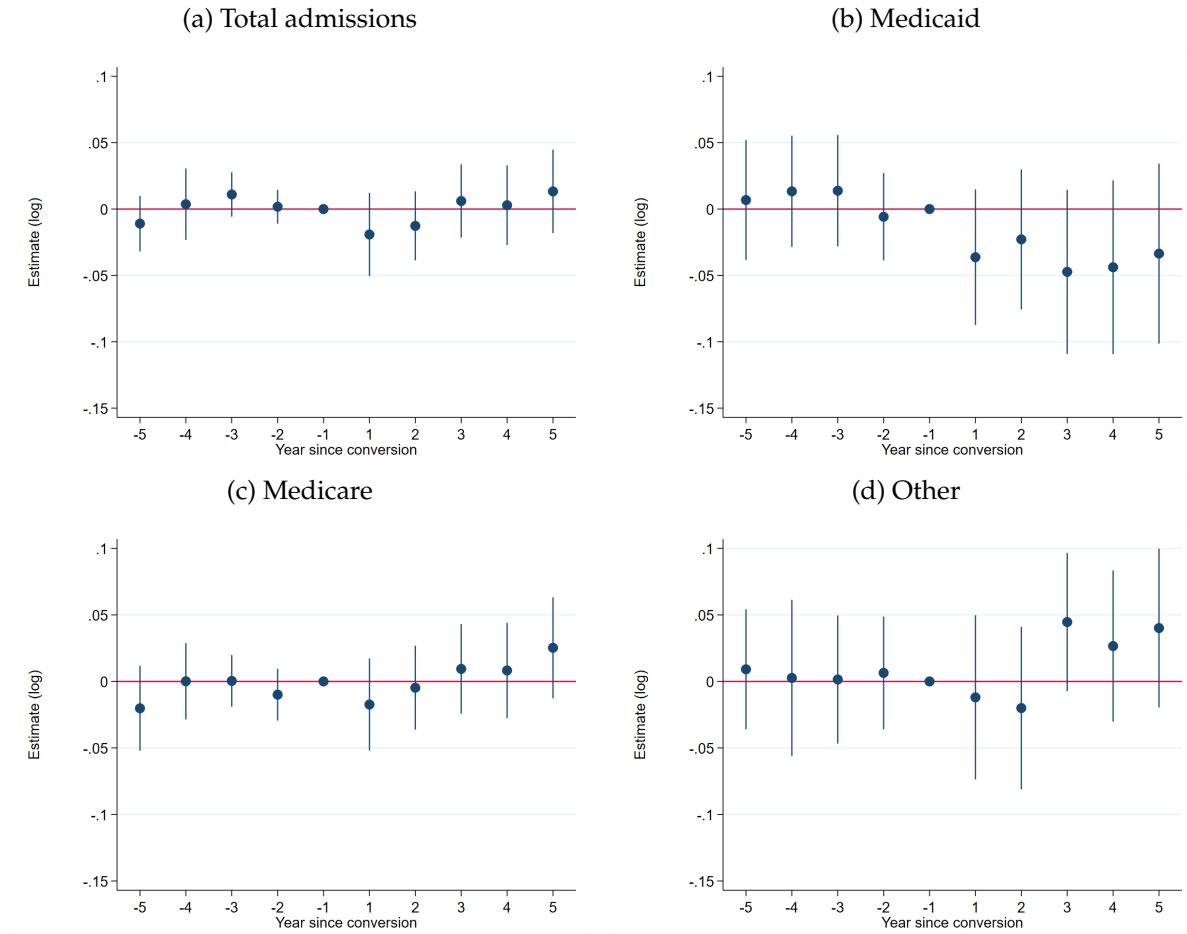 (a) Total admissions
.1
.05
0
-.05
-.1
-.15
Estimate (log)
-5 -4 -3 -2 -1 1 2 3 4 5
Year since conversion
(b) Medicaid
.1
.05
0
-.05
-.1
-.15
Estimate (log)
-5 -4 -3 -2 -1 1 2 3 4 5
Year since conversion
(c) Medicare
.1
.05
0
-.05
-.1
-.15
Estimate (log)
-5 -4 -3 -2 -1 1 2 3 4 5
Year since conversion
(d) Other
.1
.05
0
-.05
-.1
-.15
Estimate (log)
-5 -4 -3 -2 -1 1 2 3 4 5
Year since conversion